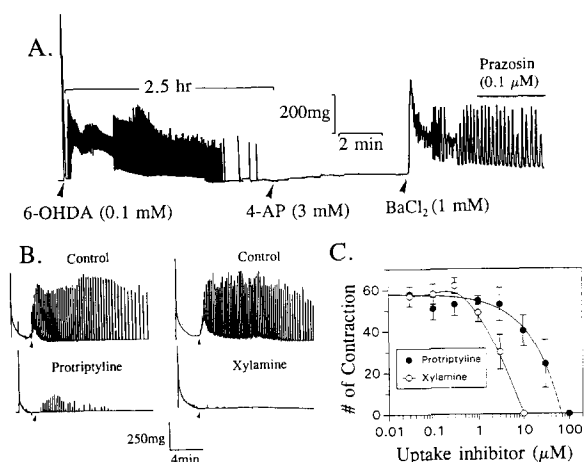 A.
2.5 hr
Prazosin
(0.1 μM)
200mg
2 min
6-OHDA (0.1 mM)
4-AP (3 mM)
BaCl₂ (1 mM)
B.
Control
Control
Protriptyline
Xylamine
250mg
4min
C.
# of Contraction
60
40
20
0
Protriptyline
Xylamine
0.01
0.1
1
10
100
Uptake inhibitor (μM)